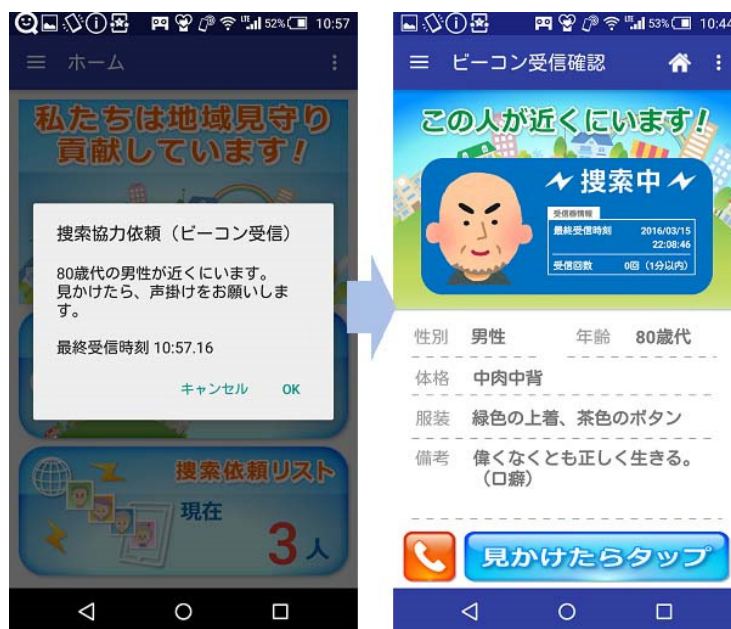 52% 10:57
ホーム
私たちは地域見守り
貢献しています!
捜索協力依頼（ビーコン受信）
80歳代の男性が近くにいます。
見かけたら、声掛けをお願いしま
す。
最終受信時刻 10:57.16
キャンセル OK
捜索依頼リスト
現在
3人
53% 10:44
ビーコン受信確認
この人が近くにいます!
捜索中
受信器情報
最終受信時刻 2016/03/15
22:08:46
受信回数 0回（1分以内）
性別 男性 年齢 80歳代
体格 中肉中背
服装 緑色の上着、茶色のボタン
備考 偉くなくとも正しく生きる。
（口癖）
見かけたらタップ